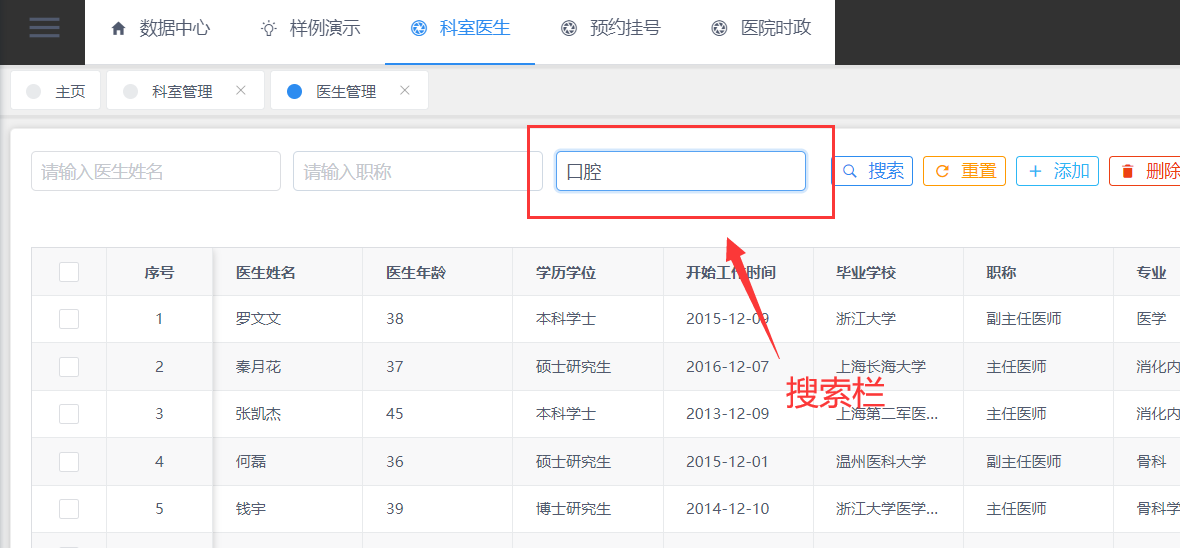 数据中心 样例演示 科室医生 预约挂号 医院时政
主页 科室管理 医生管理
请输入医生姓名 请输入职称 口腔 搜索 重置 添加 删除
序号 医生姓名 医生年龄 学历学位 开始工作时间 毕业学校 职称 专业
1 罗文文 38 本科学士 2015-12-09 浙江大学 副主任医师 医学
2 秦月花 37 硕士研究生 2016-12-07 上海长海大学 主任医师 消化内
搜索栏
3 张凯杰 45 本科学士 2013-12-09 上海第二军医... 主任医师 消化内
4 何磊 36 硕士研究生 2015-12-01 温州医科大学 副主任医师 骨科
5 钱宇 39 博士研究生 2014-12-10 浙江大学医学... 主任医师 骨科学